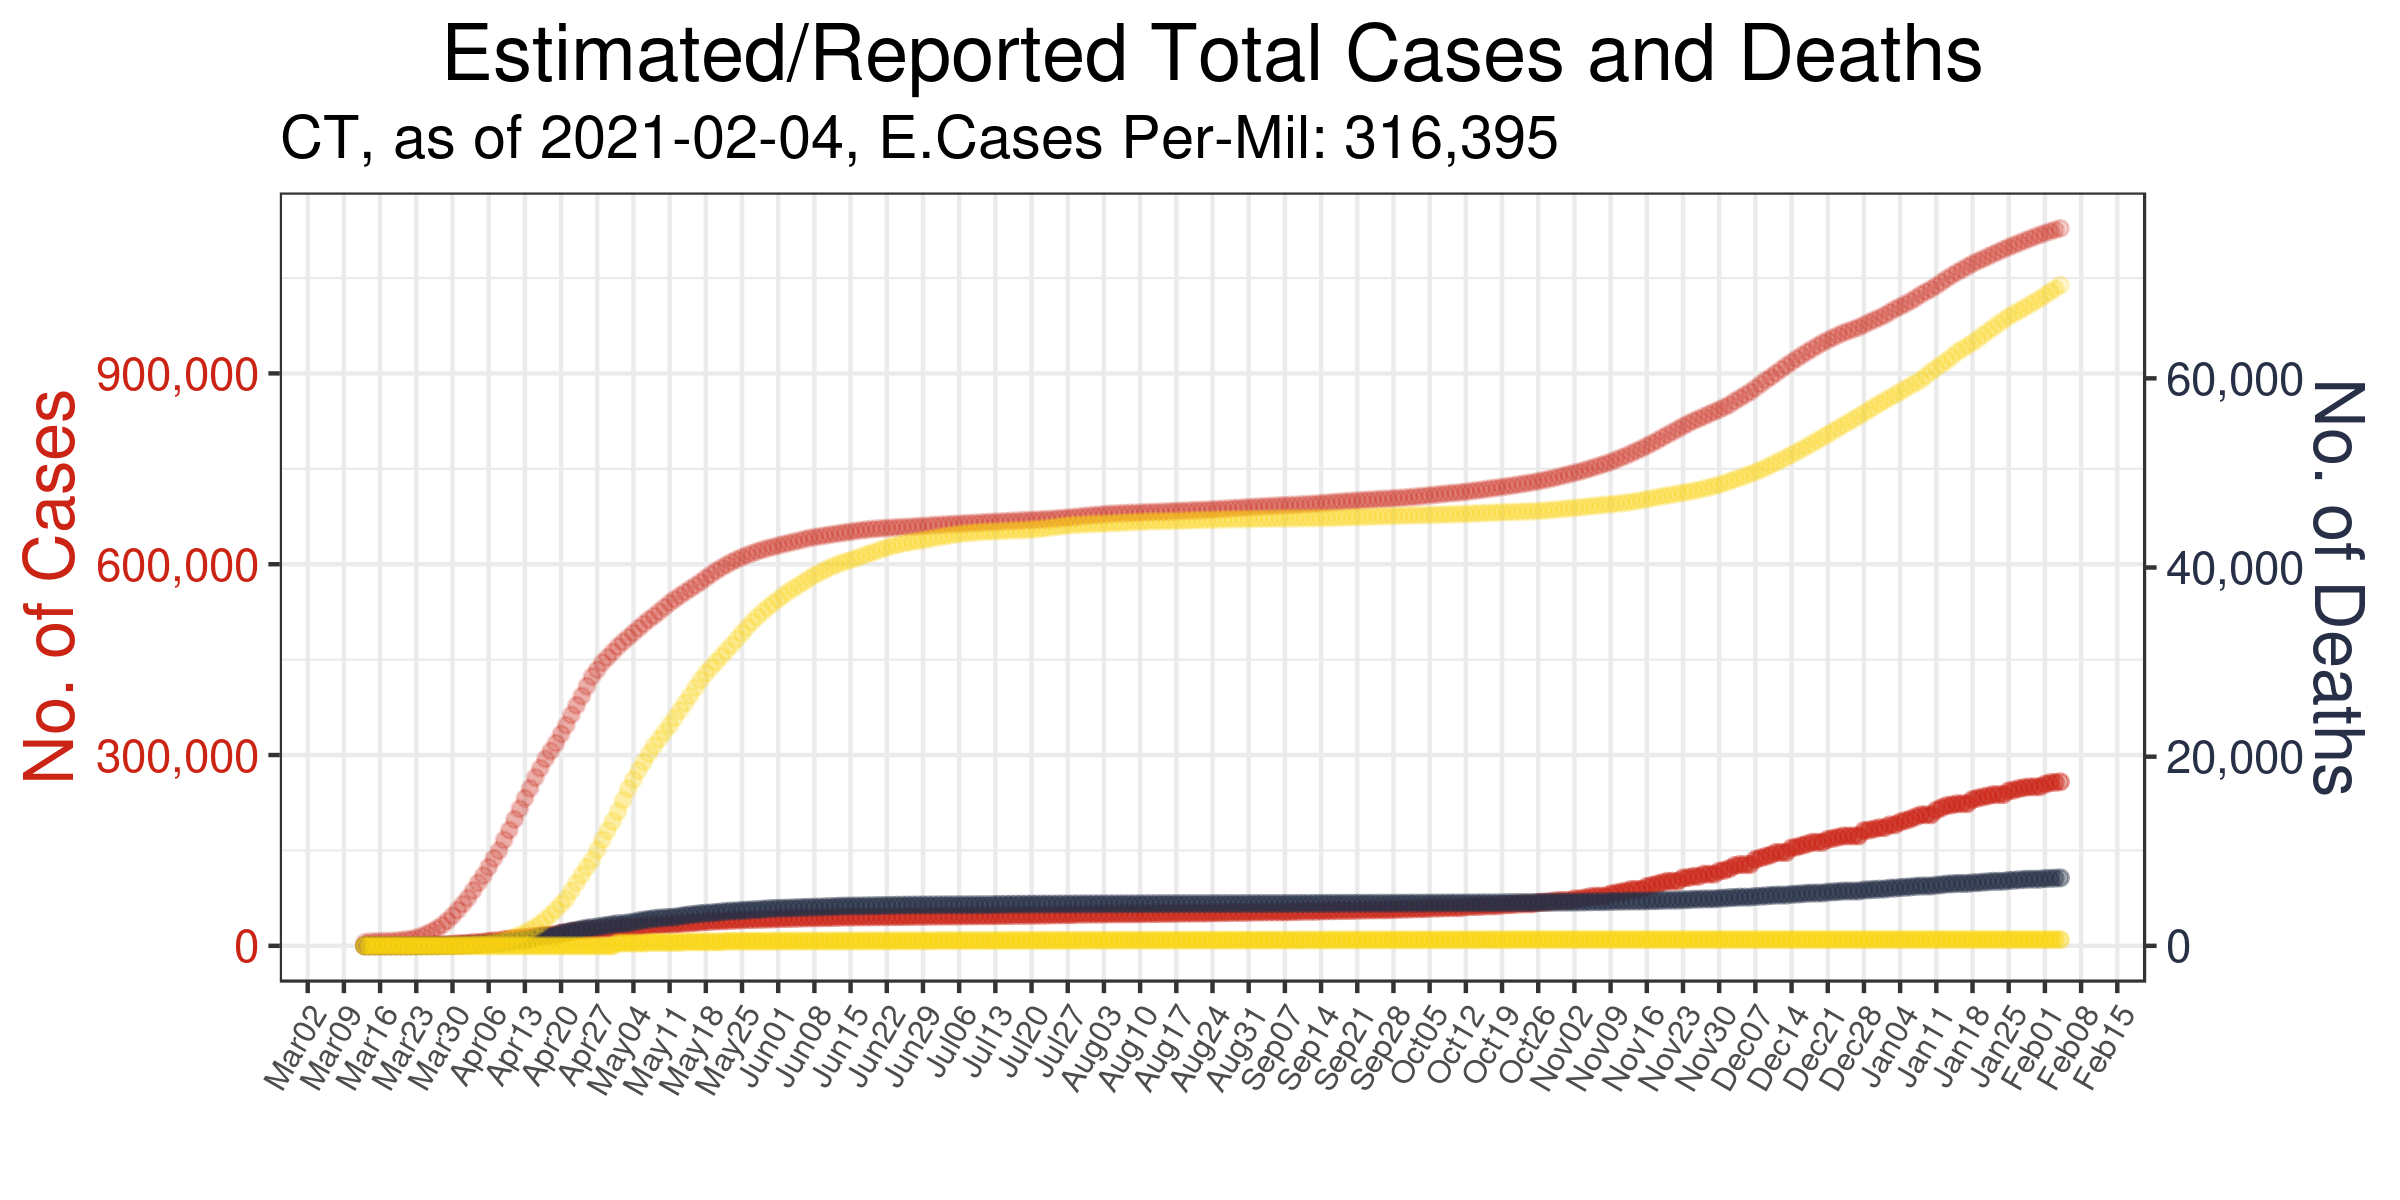 Estimated/Reported Total Cases and Deaths
CT, as of 2021-02-04, E.Cases Per-Mil: 316,395
No. of Cases
900,000
600,000
300,000
0
60,000
40,000
20,000
0
No. of Deaths
Mar02
Mar09
Mar16
Mar23
Mar30
Apr06
Apr13
Apr20
Apr27
May04
May11
May18
May25
Jun01
Jun08
Jun15
Jun22
Jun29
Jul06
Jul13
Jul20
Jul27
Aug03
Aug10
Aug17
Aug24
Aug31
Sep07
Sep14
Sep21
Sep28
Oct05
Oct12
Oct19
Oct26
Nov02
Nov09
Nov16
Nov23
Nov30
Dec07
Dec14
Dec21
Dec28
Jan04
Jan11
Jan18
Jan25
Feb01
Feb08
Feb15